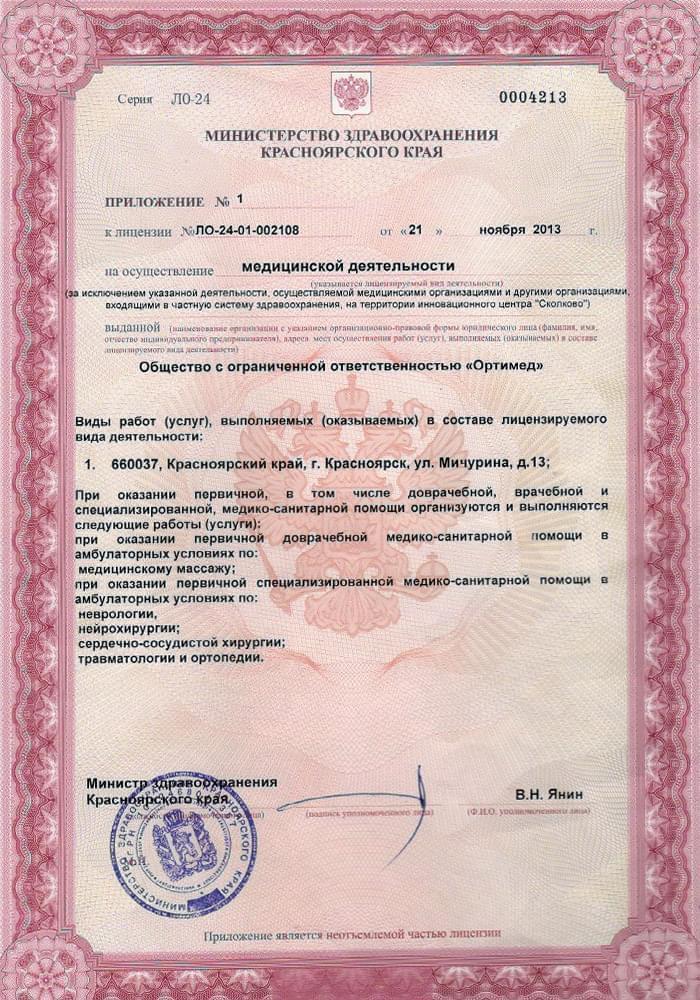 Серия ЛО-24
0004213
МИНИСТЕРСТВО ЗДРАВООХРАНЕНИЯ
КРАСНОЯРСКОГО КРАЯ
ПРИЛОЖЕНИЕ № 1
к лицензии № ЛО-24-01-002108 от « 21 » ноября 2013 г.
на осуществление медицинской деятельности
(указывается лицензируемый вид деятельности)
(за исключением указанной деятельности, осуществляемой медицинскими организациями и другими организациями,
входящими в частную систему здравоохранения, на территории инновационного центра "Сколково")
выданной (наименование организации с указанием организационно-правовой формы юридического лица (фамилия, имя,
отчество индивидуального предпринимателя), адреса мест осуществления работ (услуг), выполняемых (оказываемых) в составе
лицензируемого вида деятельности)
Общество с ограниченной ответственностью «Ортимед»
Виды работ (услуг), выполняемых (оказываемых) в составе лицензируемого
вида деятельности:
1. 660037, Красноярский край, г. Красноярск, ул. Мичурина, д.13;
При оказании первичной, в том числе доврачебной, врачебной и
специализированной, медико-санитарной помощи организуются и выполняются
следующие работы (услуги):
при оказании первичной доврачебной медико-санитарной помощи в
амбулаторных условиях по:
медицинскому массажу;
при оказании первичной специализированной медико-санитарной помощи в
амбулаторных условиях по:
неврологии,
нейрохирургии;
сердечно-сосудистой хирургии;
травматологии и ортопедии.
Министр здравоохранения
Красноярского края
В.Н. Янин
(подпись уполномоченного лица)
(Ф.И.О. уполномоченного лица)
МИНИСТЕРСТВО ЗДРАВООХРАНЕНИЯ КРАСНОЯРСКОГО КРАЯ
Приложение является неотъемлемой частью лицензии